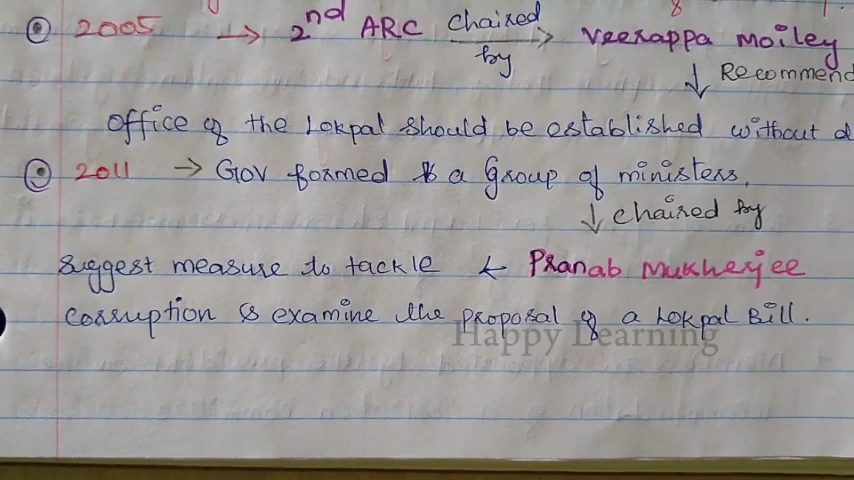 2005 → 2nd ARC chaired by → Veerappa Moiley
↓ Recommend
office of the Lokpal should be established without
2011 → Gov formed a Group of ministers,
↓ chaired by
suggest measure to tackle ← Pranab Mukherjee
corruption & examine the proposal of a Lokpal Bill.
Happy Learning